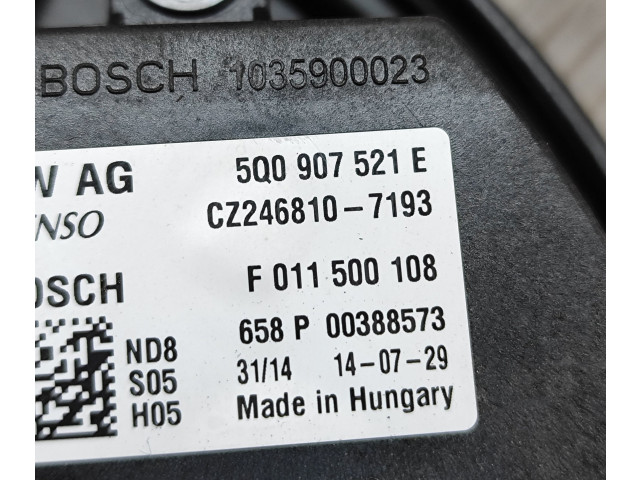 BOSCH 1035900023
W AG 5Q0 907 521 E
NSO CZ246810-7193
OSCH F 011 500 108
ND8 658 P 00388573
S05 31/14 14-07-29
H05 Made in Hungary